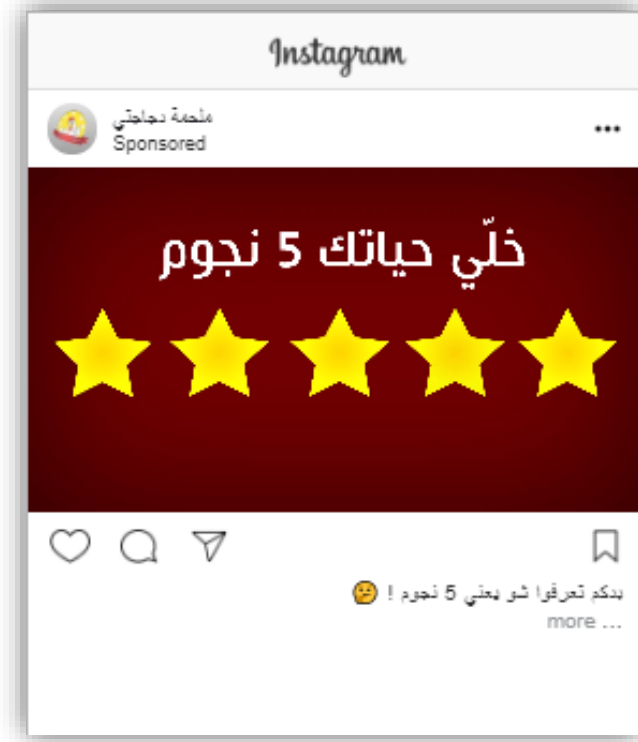 Instagram
ملحمة دجاجتي
Sponsored
خلّي حياتك 5 نجوم
بدكم تعرفوا شو يعني 5 نجوم !
more ...